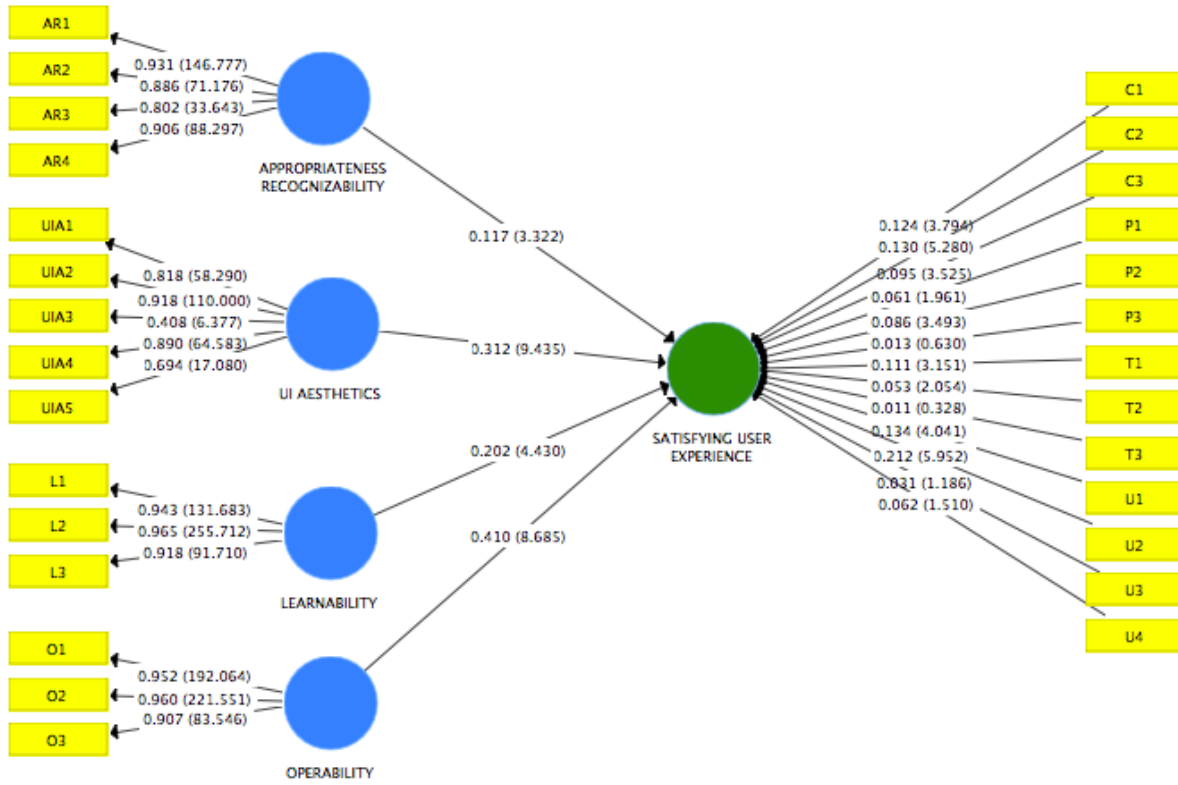 AR1
AR2
AR3
AR4
0.931 (146.777)
0.886 (71.176)
0.802 (33.643)
0.906 (88.297)
APPROPRIATENESS
RECOGNIZABILITY
UIA1
UIA2
UIA3
UIA4
UIA5
0.818 (58.290)
0.918 (110.000)
0.408 (6.377)
0.890 (64.583)
0.694 (17.080)
UI AESTHETICS
L1
L2
L3
0.943 (131.683)
0.965 (255.712)
0.918 (91.710)
LEARNABILITY
O1
O2
O3
0.952 (192.064)
0.960 (221.551)
0.907 (83.546)
OPERABILITY
0.117 (3.322)
0.312 (9.435)
0.202 (4.430)
0.410 (8.685)
SATISFYING USER
EXPERIENCE
0.124 (3.794)
0.130 (5.280)
0.095 (3.525)
0.061 (1.961)
0.086 (3.493)
0.013 (0.630)
0.111 (3.151)
0.053 (2.054)
0.011 (0.328)
0.134 (4.041)
0.212 (5.952)
0.031 (1.186)
0.062 (1.510)
C1
C2
C3
P1
P2
P3
T1
T2
T3
U1
U2
U3
U4